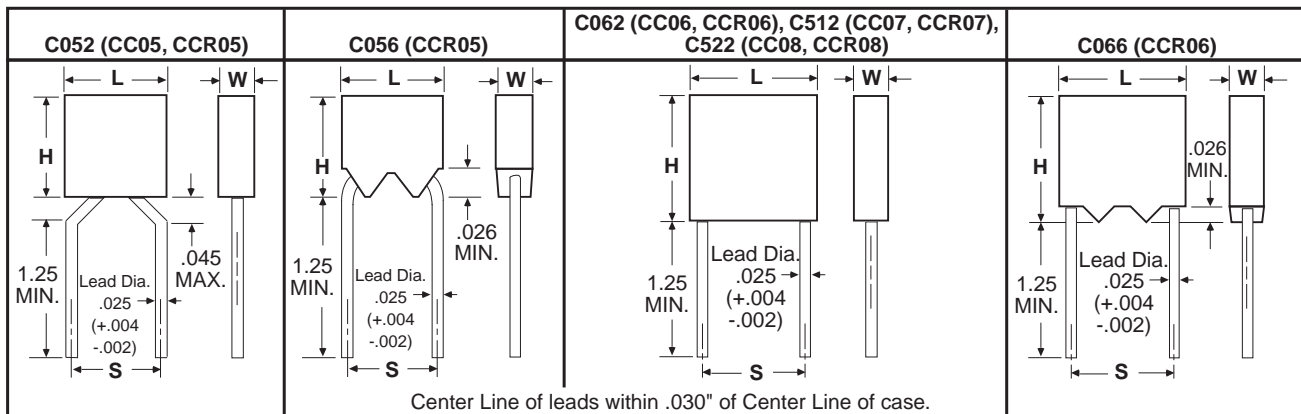 C052 (CC05, CCR05)
L
W
H
1.25
MIN.
.045
MAX.
Lead Dia.
.025
(+.004
-.002)
S
C056 (CCR05)
L
W
H
1.25
MIN.
.026
MIN.
Lead Dia.
.025
(+.004
-.002)
S
C062 (CC06, CCR06), C512 (CC07, CCR07),
C522 (CC08, CCR08)
L
W
H
1.25
MIN.
Lead Dia.
.025
(+.004
-.002)
S
C066 (CCR06)
L
W
H
.026
MIN.
1.25
MIN.
Lead Dia.
.025
(+.004
-.002)
S
Center Line of leads within .030" of Center Line of case.